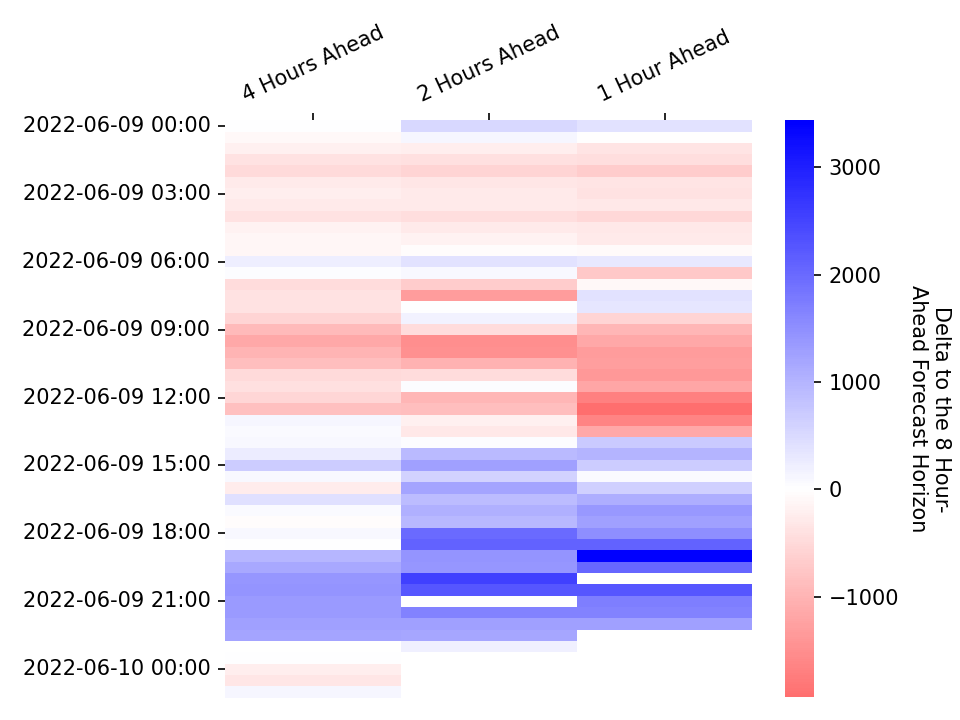 4 Hours Ahead
2 Hours Ahead
1 Hour Ahead
2022-06-09 00:00
2022-06-09 03:00
2022-06-09 06:00
2022-06-09 09:00
2022-06-09 12:00
2022-06-09 15:00
2022-06-09 18:00
2022-06-09 21:00
2022-06-10 00:00
3000
2000
1000
0
−1000
Delta to the 8 Hour-
Ahead Forecast Horizon